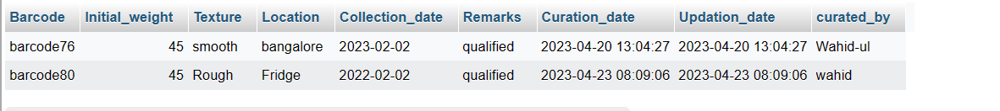 Barcode Initial_weight Texture Location Collection_date Remarks Curation_date Updation_date curated_by
barcode76 45 smooth bangalore 2023-02-02 qualified 2023-04-20 13:04:27 2023-04-20 13:04:27 Wahid-ul
barcode80 45 Rough Fridge 2022-02-02 qualified 2023-04-23 08:09:06 2023-04-23 08:09:06 wahid